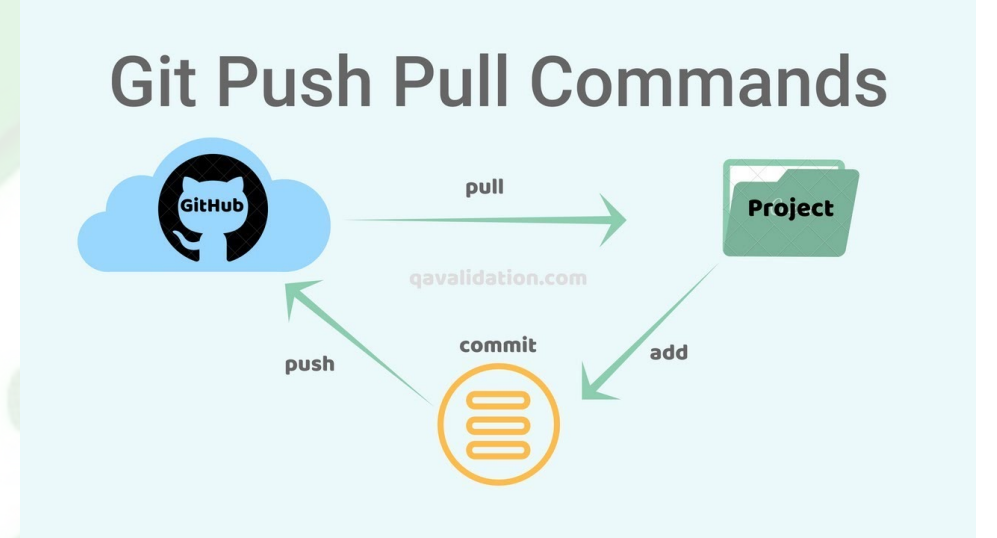 Git Push Pull Commands
GitHub
pull
Project
qavalidation.com
push
commit
add